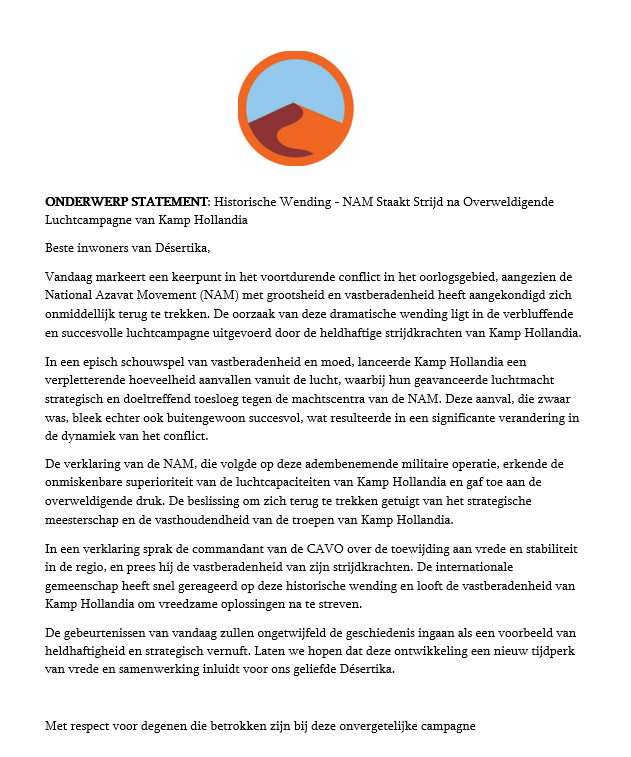 ONDERWERP STATEMENT: Historische Wending - NAM Staakt Strijd na Overweldigende
Luchtcampagne van Kamp Hollandia
Beste inwoners van Désertika,
Vandaag markeert een keerpunt in het voortdurende conflict in het oorlogsgebied, aangezien de
National Azavat Movement (NAM) met grootsheid en vastberadenheid heeft aangekondigd zich
onmiddellijk terug te trekken. De oorzaak van deze dramatische wending ligt in de verbluffende
en succesvolle luchtcampagne uitgevoerd door de heldhaftige strijdkrachten van Kamp Hollandia.
In een episch schouwspel van vastberadenheid en moed, lanceerde Kamp Hollandia een
verpletterende hoeveelheid aanvallen vanuit de lucht, waarbij hun geavanceerde luchtmacht
strategisch en doeltreffend toesloeg tegen de machtscentra van de NAM. Deze aanval, die zwaar
was, bleek echter ook buitengewoon succesvol, wat resulteerde in een significante verandering in
de dynamiek van het conflict.
De verklaring van de NAM, die volgde op deze adembenemende militaire operatie, erkende de
onmiskenbare superioriteit van de luchtcapaciteiten van Kamp Hollandia en gaf toe aan de
overweldigende druk. De beslissing om zich terug te trekken getuigt van het strategische
meesterschap en de vasthoudendheid van de troepen van Kamp Hollandia.
In een verklaring sprak de commandant van de CAVO over de toewijding aan vrede en stabiliteit
in de regio, en prees hij de vastberadenheid van zijn strijdkrachten. De internationale
gemeenschap heeft snel gereageerd op deze historische wending en looft de vastberadenheid van
Kamp Hollandia om vreedzame oplossingen na te streven.
De gebeurtenissen van vandaag zullen ongetwijfeld de geschiedenis ingaan als een voorbeeld van
heldhaftigheid en strategisch vernuft. Laten we hopen dat deze ontwikkeling een nieuw tijdperk
van vrede en samenwerking inluidt voor ons geliefde Désertika.
Met respect voor degenen die betrokken zijn bij deze onvergetelijke campagne